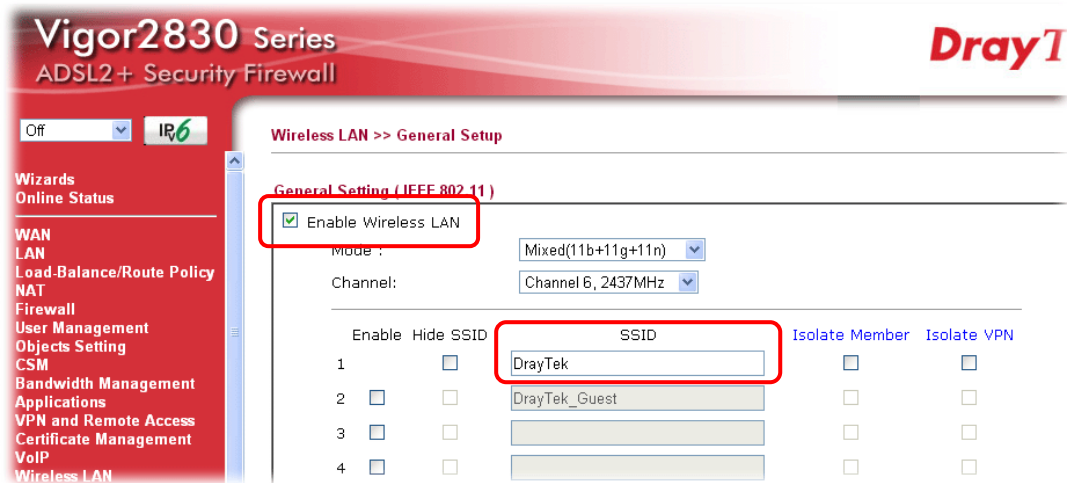 Vigor2830 Series
ADSL2+ Security Firewall
Dray
Off
IPv6
Wizards
Online Status
WAN
LAN
Load-Balance/Route Policy
NAT
Firewall
User Management
Objects Setting
CSM
Bandwidth Management
Applications
VPN and Remote Access
Certificate Management
VoIP
Wireless LAN
Wireless LAN >> General Setup
General Setting ( IEEE 802.11 )
Enable Wireless LAN
Mode :
Mixed(11b+11g+11n)
Channel:
Channel 6, 2437MHz
Enable Hide SSID SSID Isolate Member Isolate VPN
1 DrayTek
2 DrayTek_Guest
3
4